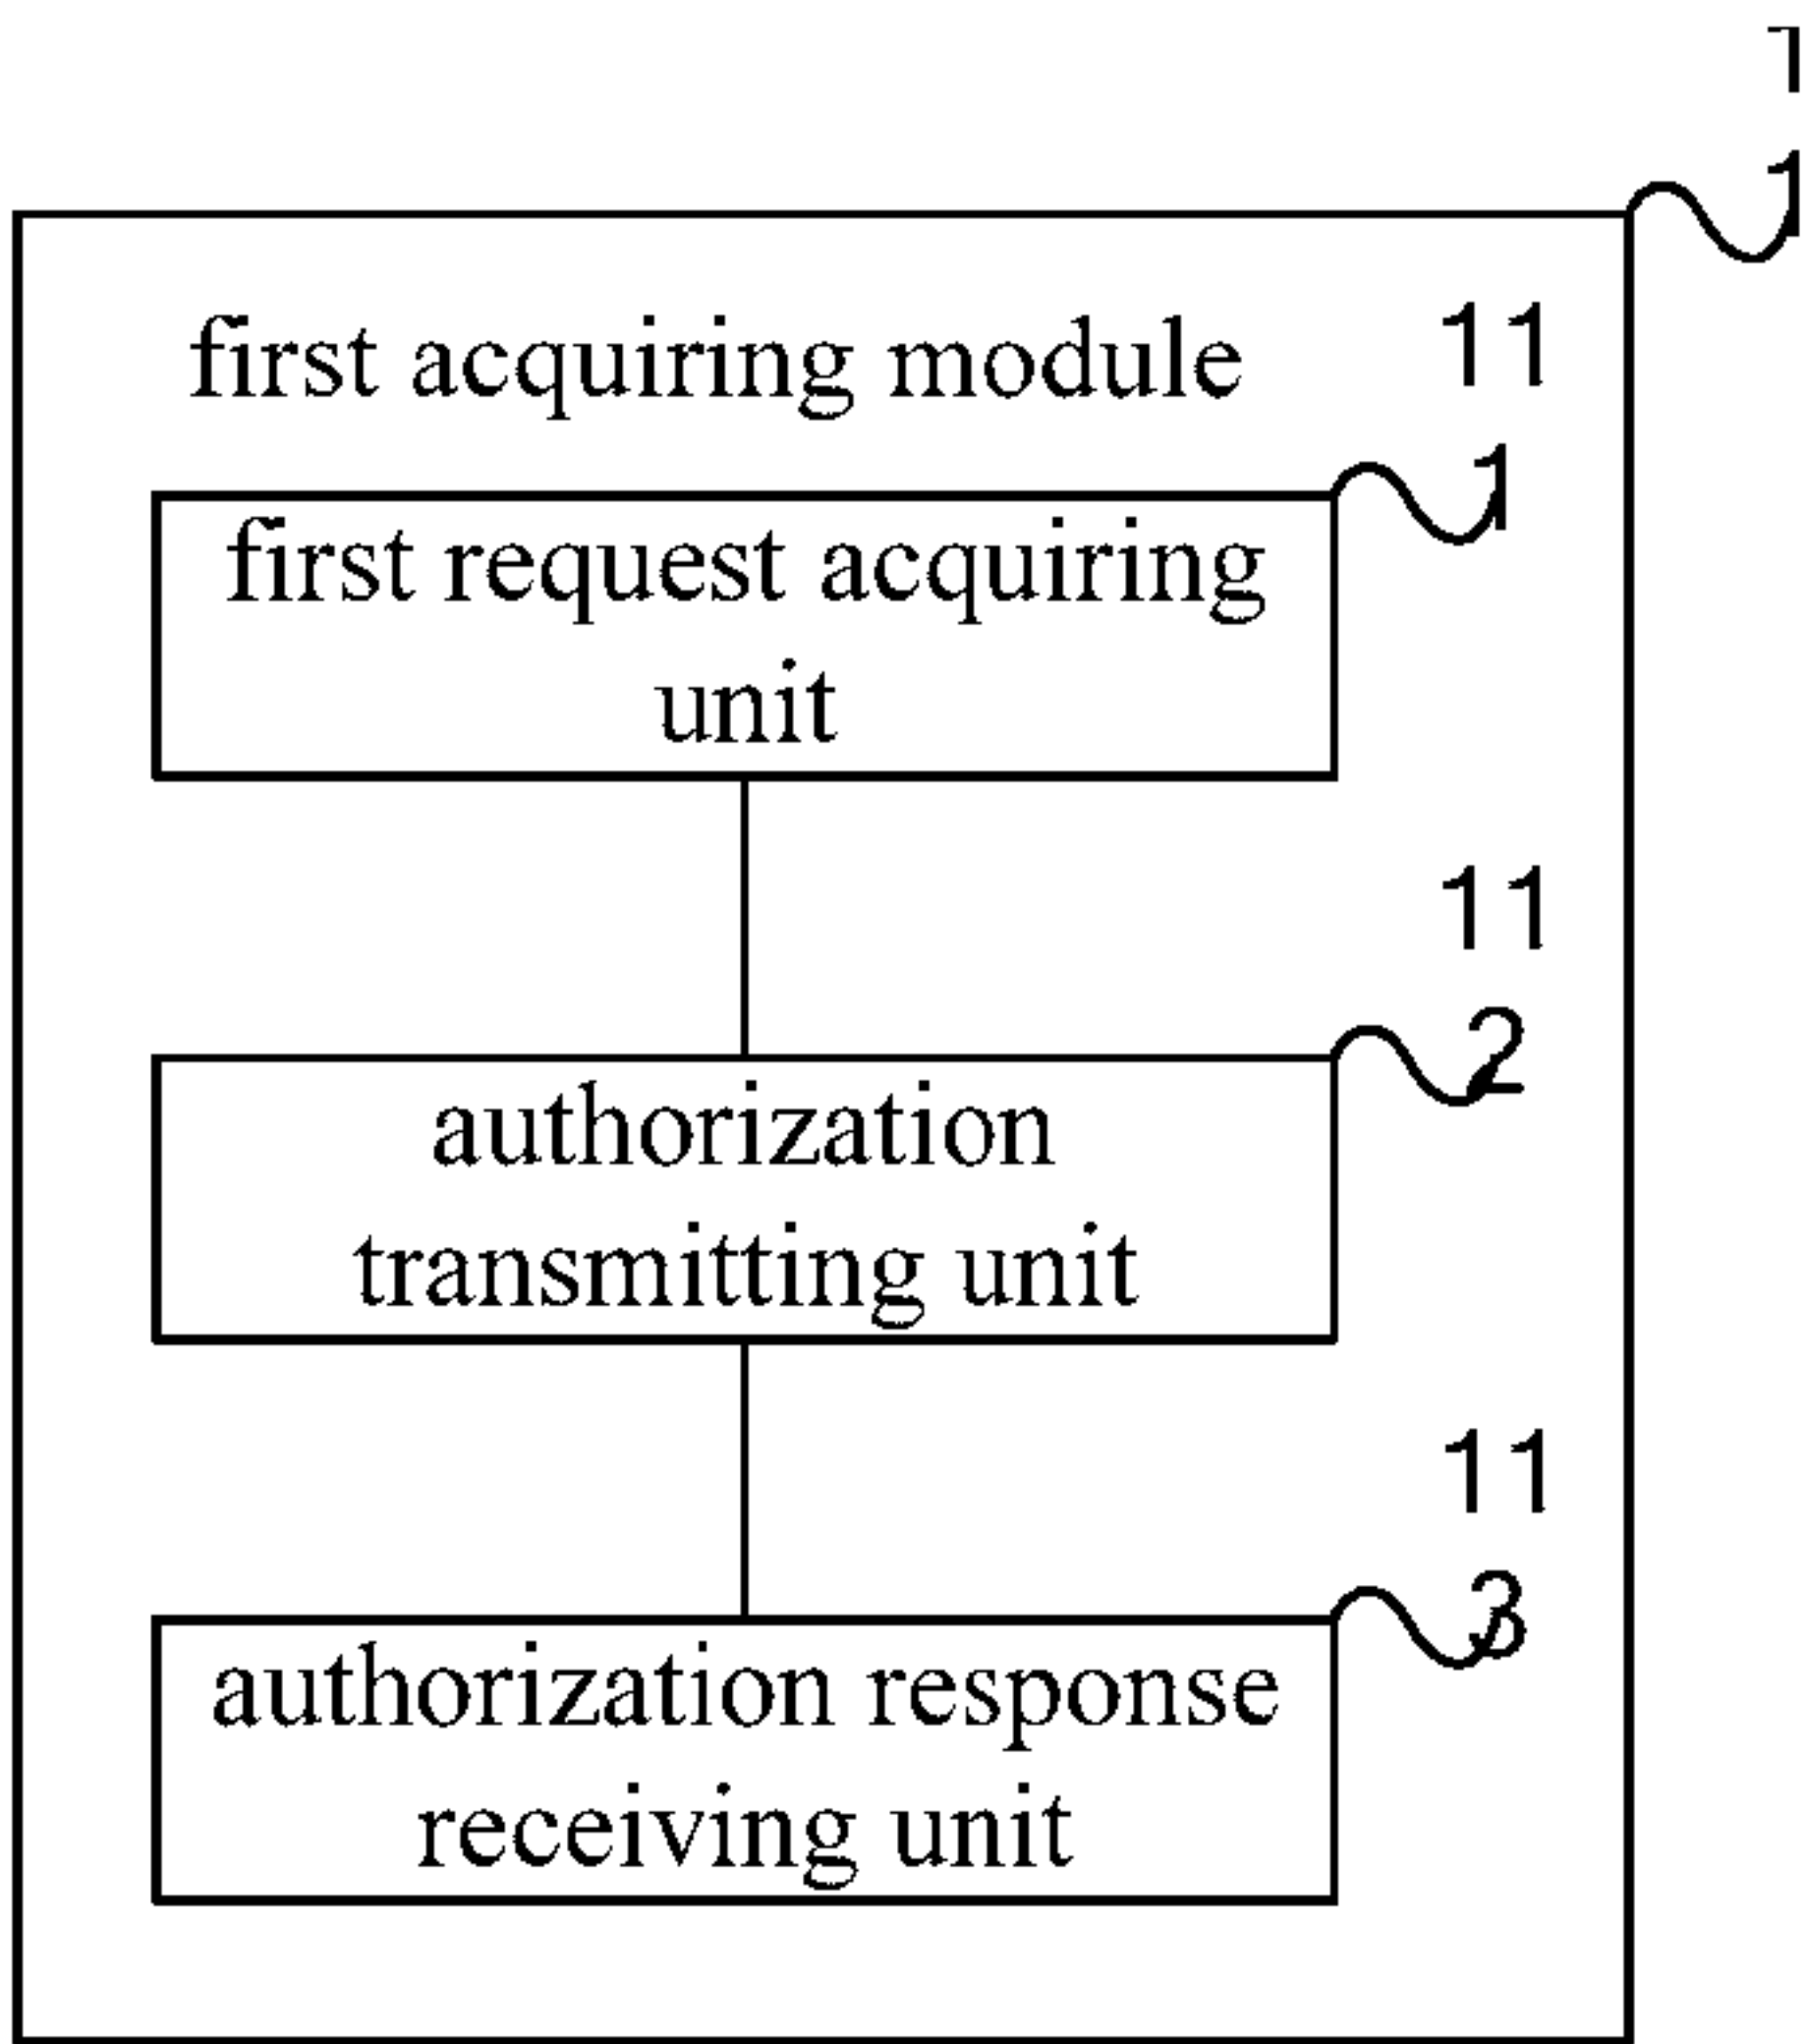 1
1
first acquiring module
11
1
first request acquiring
unit
11
2
authorization
transmitting unit
11
3
authorization response
receiving unit